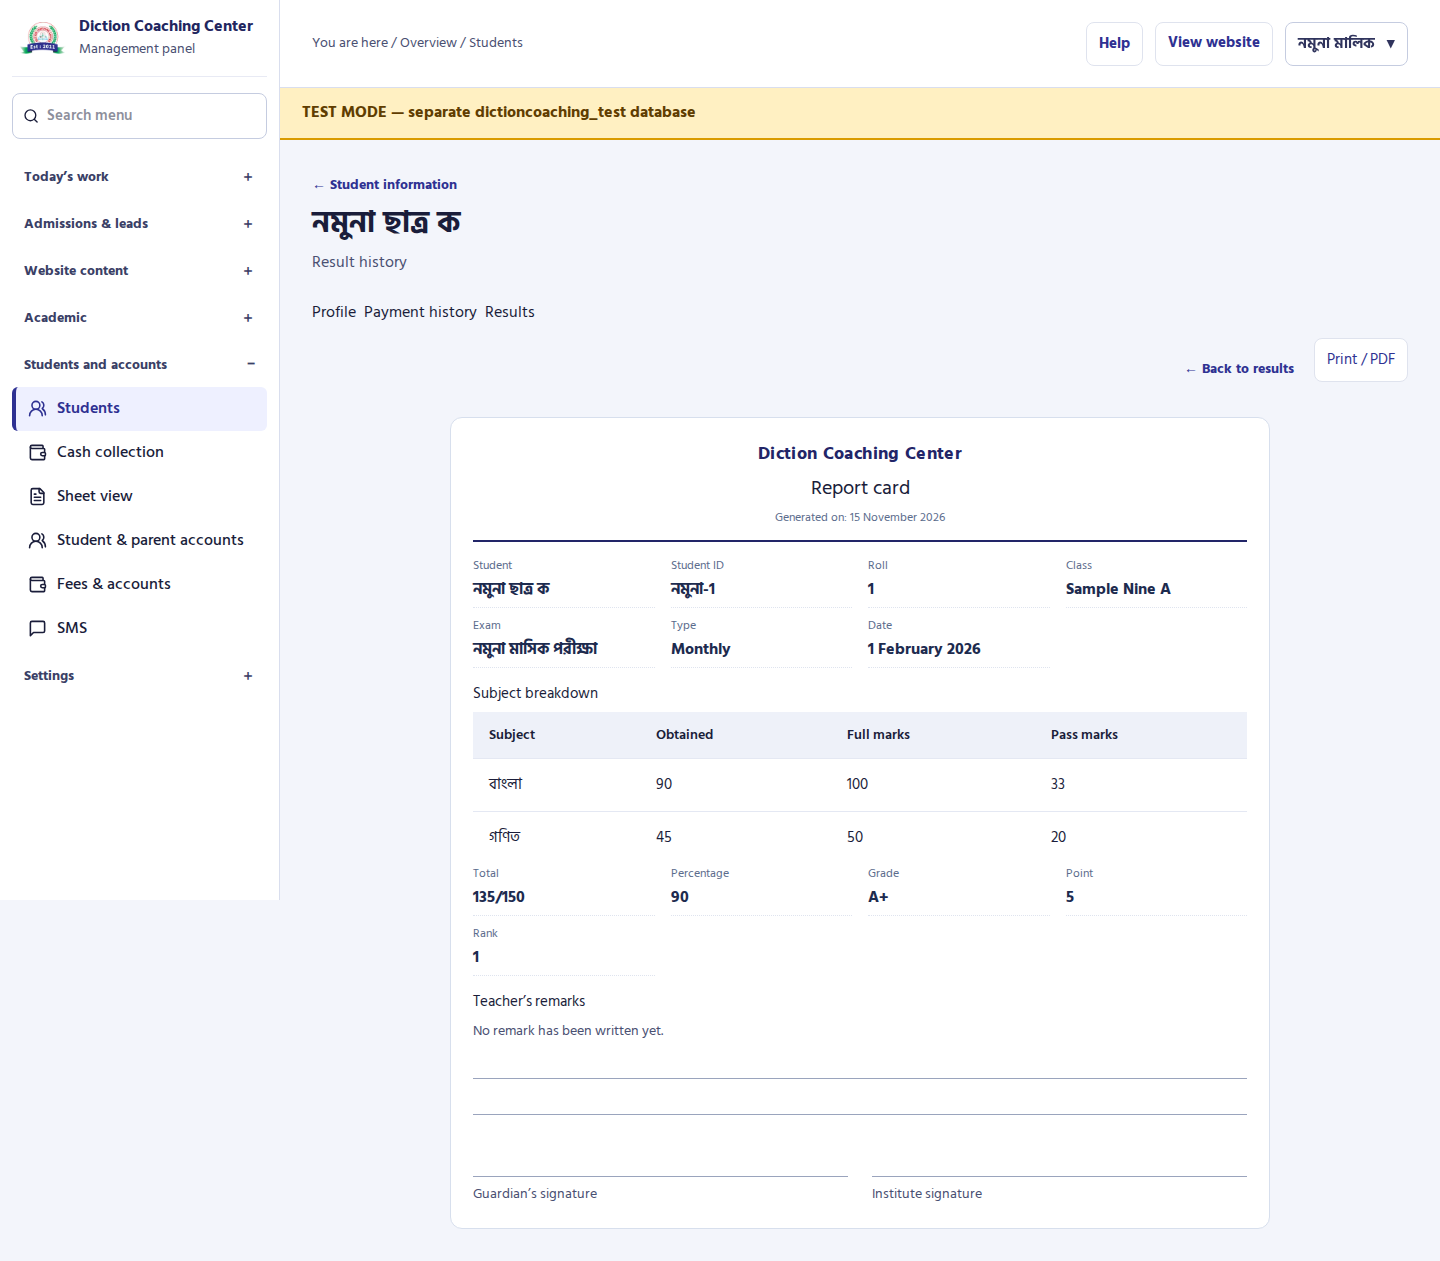 Diction Coaching Center
Management panel
Est : 2011
Search menu
Today’s work +
Admissions & leads +
Website content +
Academic +
Students and accounts −
Students
Cash collection
Sheet view
Student & parent accounts
Fees & accounts
SMS
Settings +
You are here / Overview / Students
Help
View website
নমুনা মালিক ▼
TEST MODE — separate dictioncoaching_test database
← Student information
নমুনা ছাত্র ক
Result history
Profile Payment history Results
← Back to results
Print / PDF
Diction Coaching Center
Report card
Generated on: 15 November 2026
Student Student ID Roll Class
নমুনা ছাত্র ক নমুনা-1 1 Sample Nine A
Exam Type Date
নমুনা মাসিক পরীক্ষা Monthly 1 February 2026
Subject breakdown
Subject Obtained Full marks Pass marks
বাংলা 90 100 33
গণিত 45 50 20
Total Percentage Grade Point
135/150 90 A+ 5
Rank
1
Teacher’s remarks
No remark has been written yet.
Guardian’s signature Institute signature